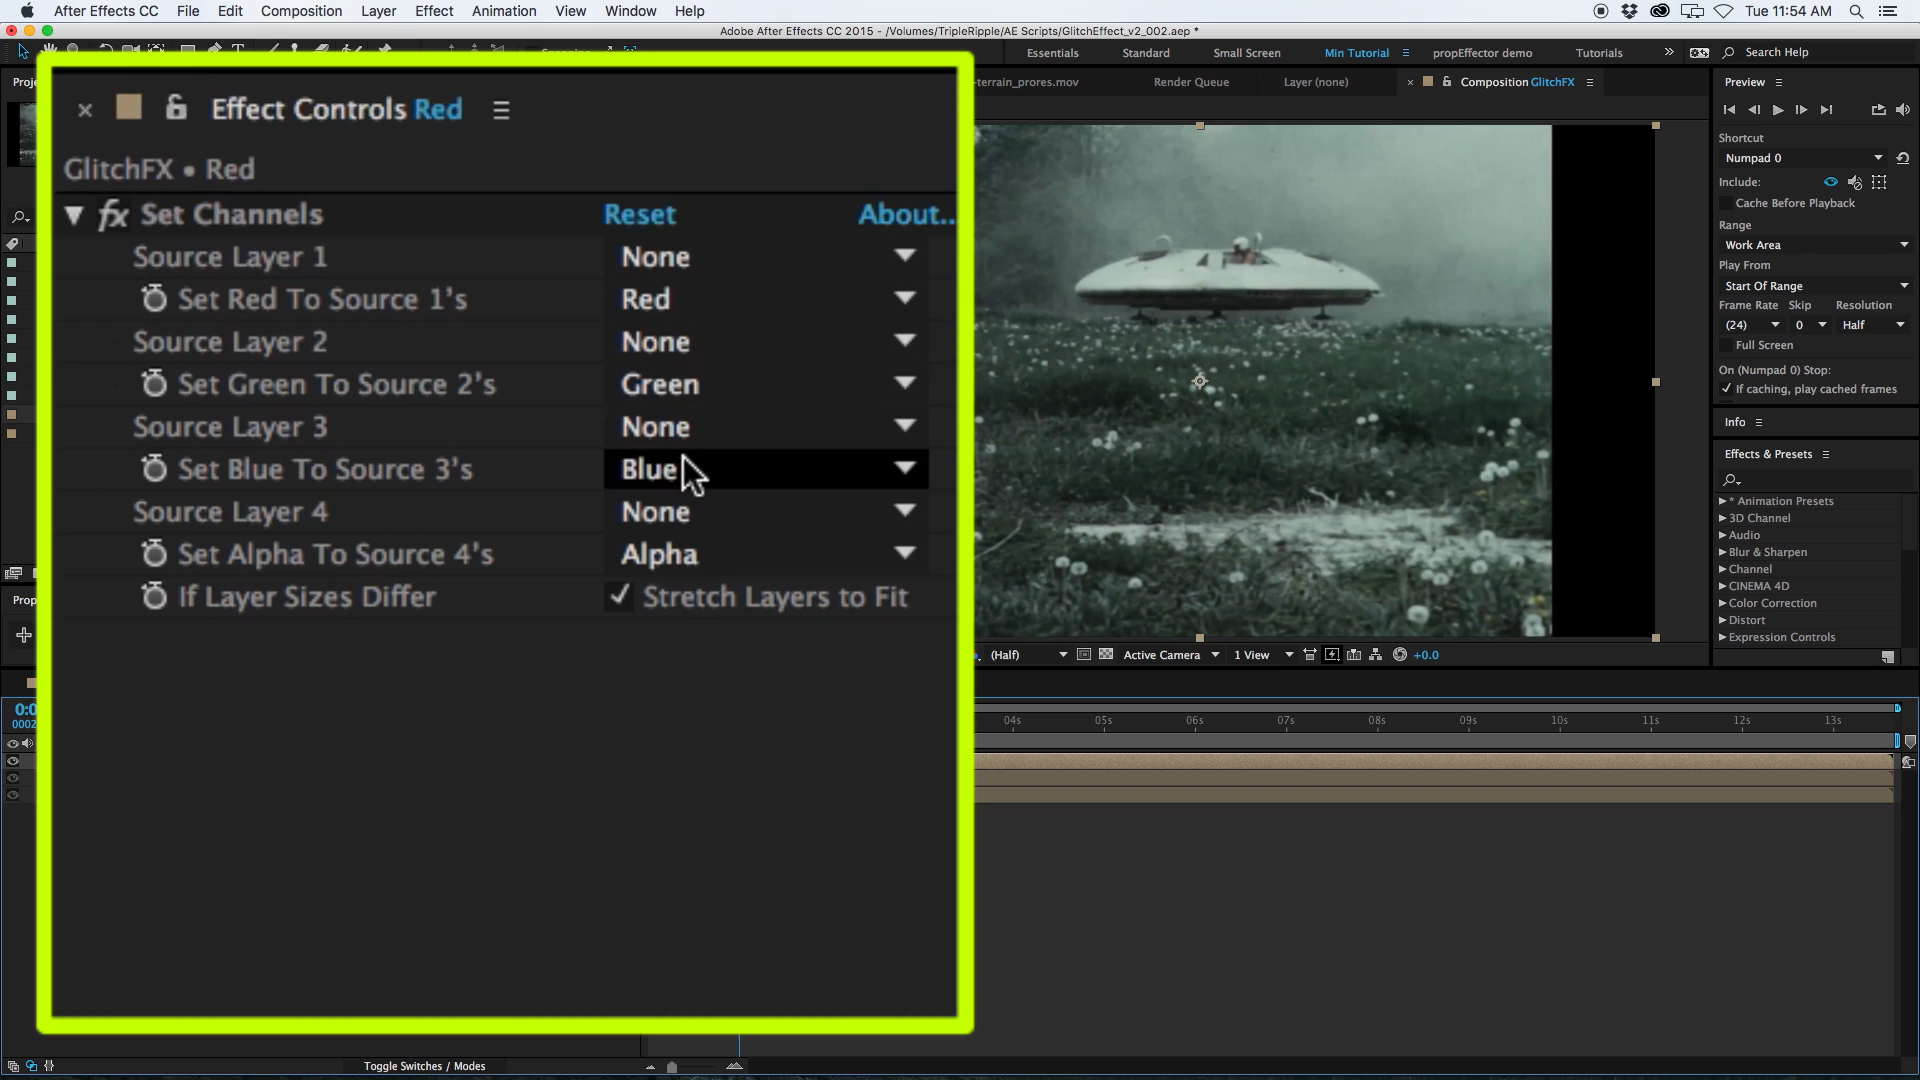 After Effects CC File Edit Composition Layer Effect Animation View Window Help Tue 11:54 AM
Adobe After Effects CC 2015 - /Volumes/TripleRipple/AE Scripts/GlitchEffect_v2_002.aep *
Essentials Standard Small Screen Min Tutorial propEffector demo Tutorials Search Help
-terrain_prores.mov Render Queue Layer (none) Composition GlitchFX
Effect Controls Red
GlitchFX • Red
fx Set Channels Reset About..
Source Layer 1 None
Set Red To Source 1's Red
Source Layer 2 None
Set Green To Source 2's Green
Source Layer 3 None
Set Blue To Source 3's Blue
Source Layer 4 None
Set Alpha To Source 4's Alpha
If Layer Sizes Differ Stretch Layers to Fit
Preview
Shortcut
Numpad 0
Include:
Cache Before Playback
Range
Work Area
Play From
Start Of Range
Frame Rate Skip Resolution
(24) 0 Half
Full Screen
On (Numpad 0) Stop:
If caching, play cached frames
Info
Effects & Presets
* Animation Presets
3D Channel
Audio
Blur & Sharpen
Channel
CINEMA 4D
Color Correction
Distort
Expression Controls
(Half) Active Camera 1 View +0.0
04s 05s 06s 07s 08s 09s 10s 11s 12s 13s
Toggle Switches / Modes